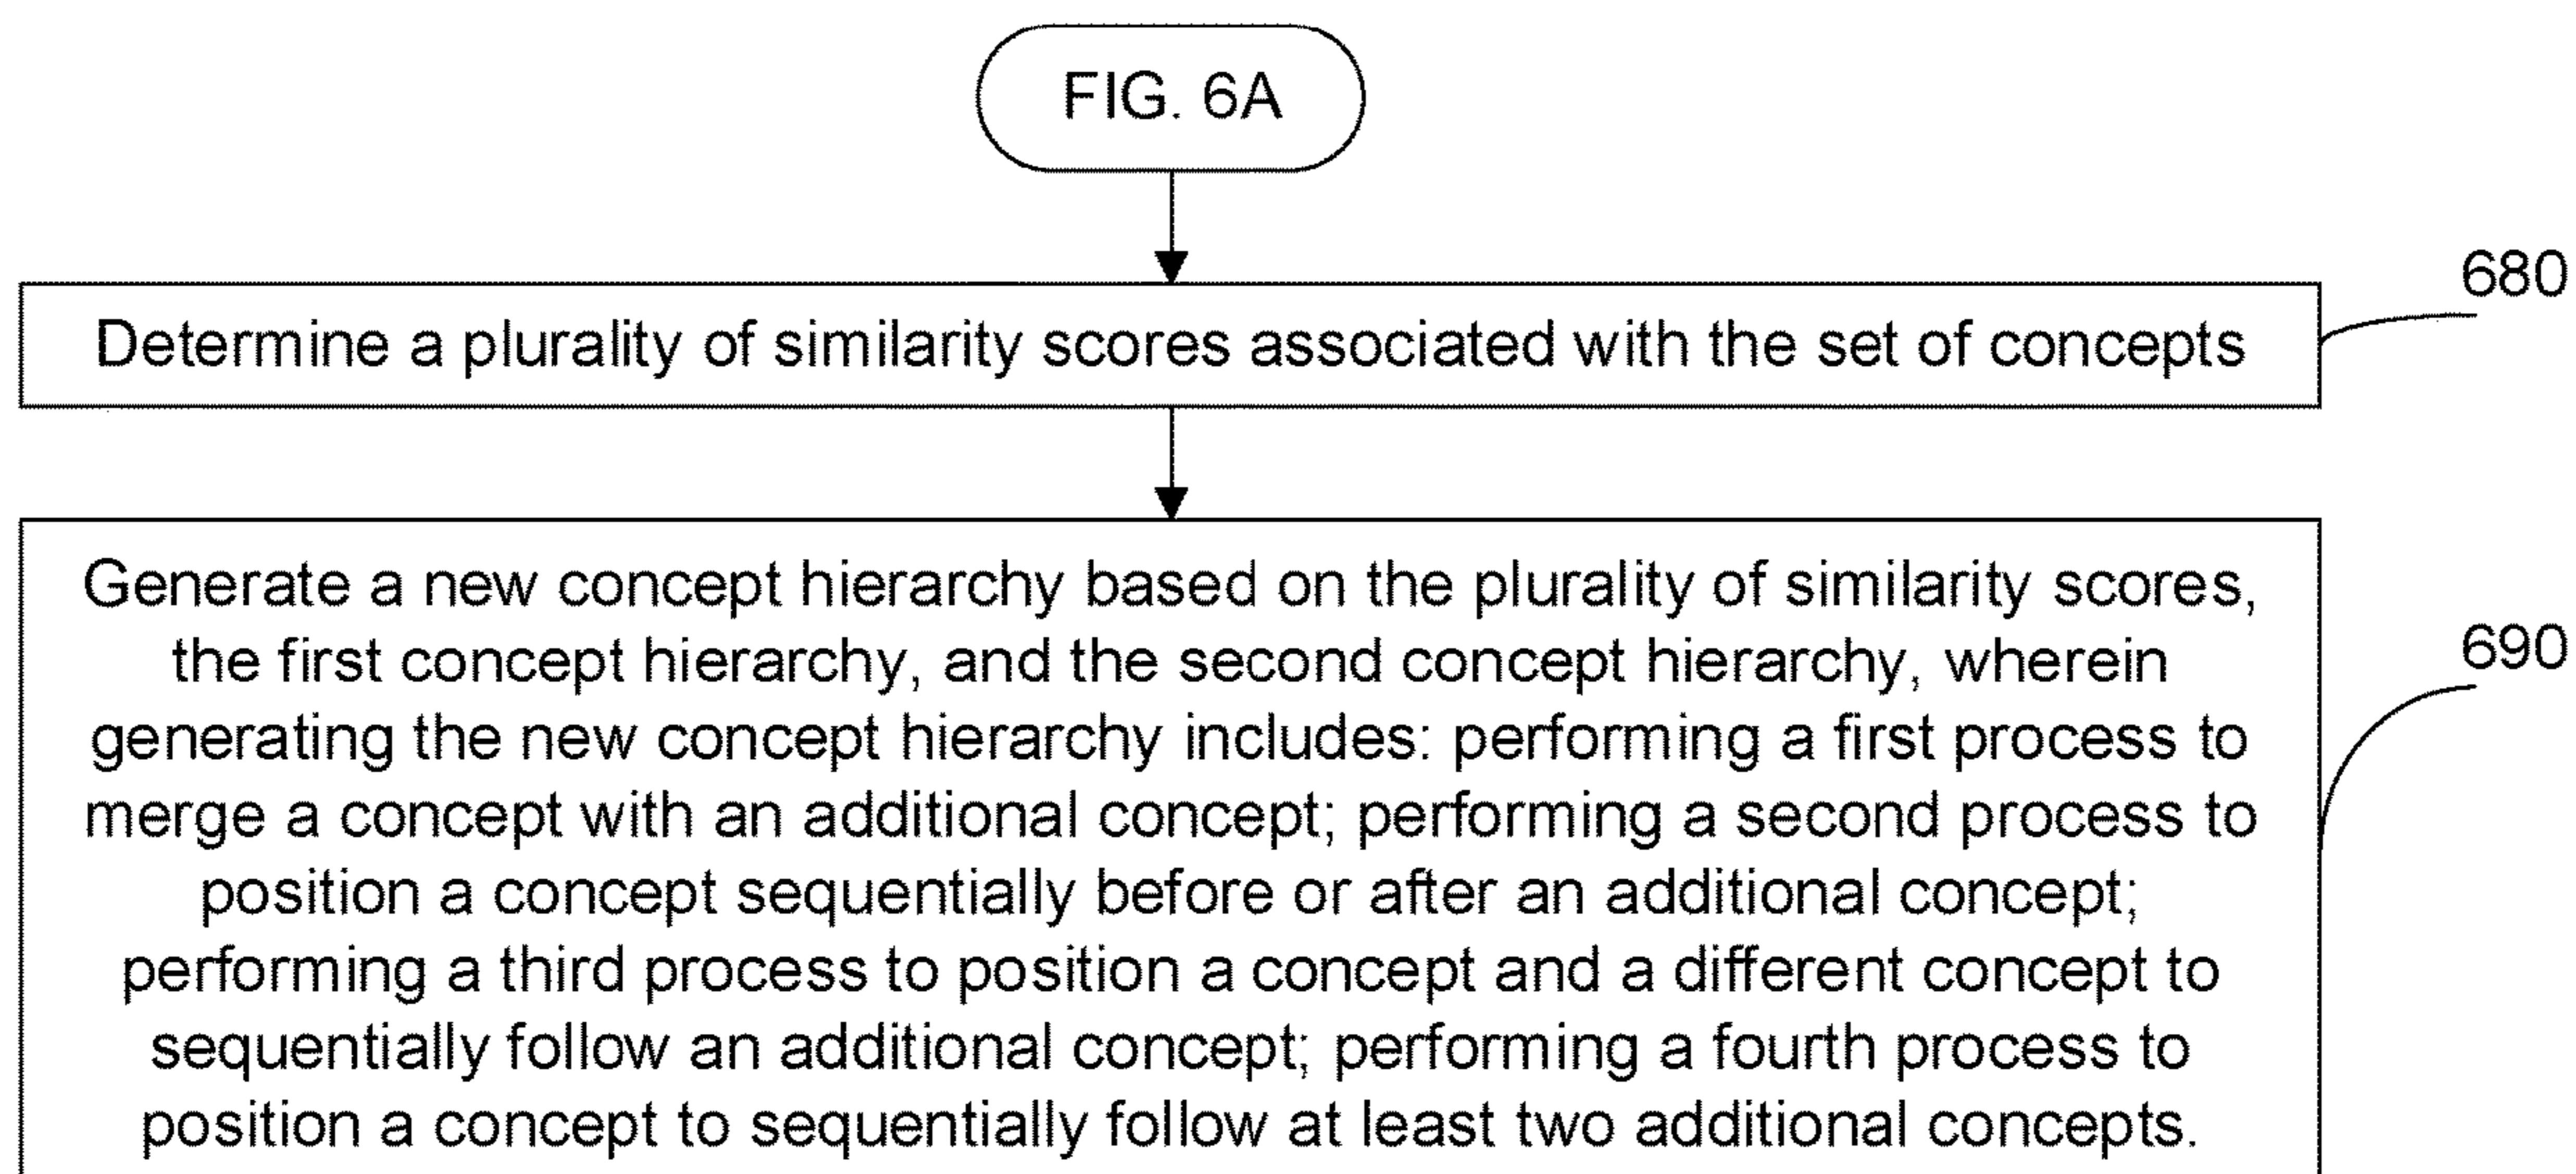 FIG. 6A
680
Determine a plurality of similarity scores associated with the set of concepts
Generate a new concept hierarchy based on the plurality of similarity scores,
the first concept hierarchy, and the second concept hierarchy, wherein
690
generating the new concept hierarchy includes: performing a first process to
merge a concept with an additional concept; performing a second process to
position a concept sequentially before or after an additional concept;
performing a third process to position a concept and a different concept to
sequentially follow an additional concept; performing a fourth process to
position a concept to sequentially follow at least two additional concepts.